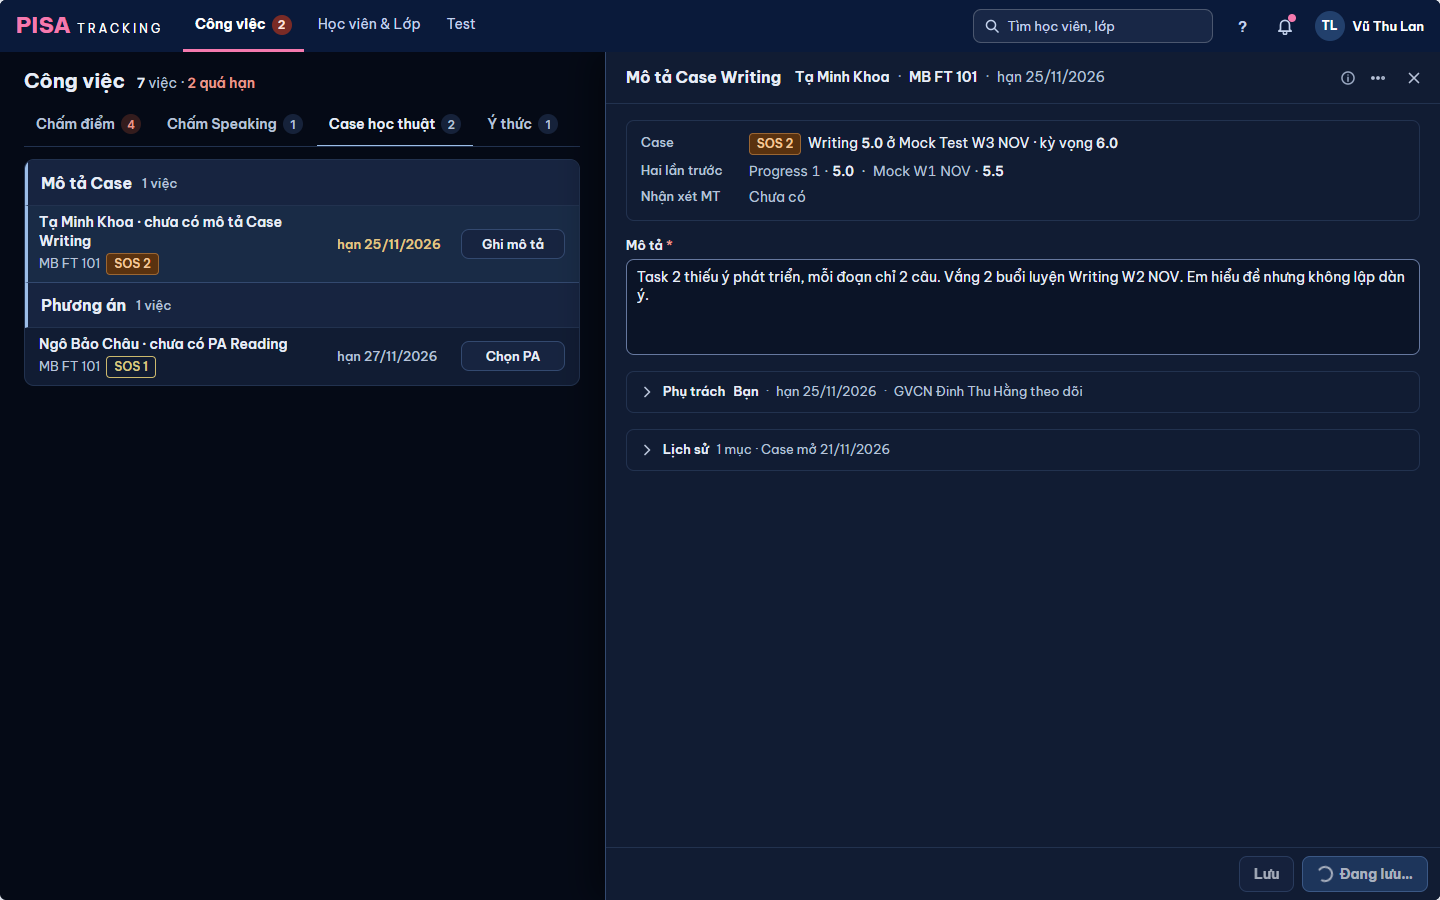 PISA TRACKING
Công việc 2
Học viên & Lớp
Test
Tìm học viên, lớp
?
TL
Vũ Thu Lan
Công việc 7 việc · 2 quá hạn
Chấm điểm 4
Chấm Speaking 1
Case học thuật 2
Ý thức 1
Mô tả Case 1 việc
Tạ Minh Khoa · chưa có mô tả Case
Writing
MB FT 101 SOS 2
hạn 25/11/2026
Ghi mô tả
Phương án 1 việc
Ngô Bảo Châu · chưa có PA Reading
MB FT 101 SOS 1
hạn 27/11/2026
Chọn PA
Mô tả Case Writing Tạ Minh Khoa · MB FT 101 · hạn 25/11/2026
Case SOS 2 Writing 5.0 ở Mock Test W3 NOV · kỳ vọng 6.0
Hai lần trước Progress 1 · 5.0 · Mock W1 NOV · 5.5
Nhận xét MT Chưa có
Mô tả *
Task 2 thiếu ý phát triển, mỗi đoạn chỉ 2 câu. Vắng 2 buổi luyện Writing W2 NOV. Em hiểu đề nhưng không lập dàn
ý.
Phụ trách Bạn · hạn 25/11/2026 · GVCN Đinh Thu Hằng theo dõi
Lịch sử 1 mục · Case mở 21/11/2026
Lưu
Đang lưu...